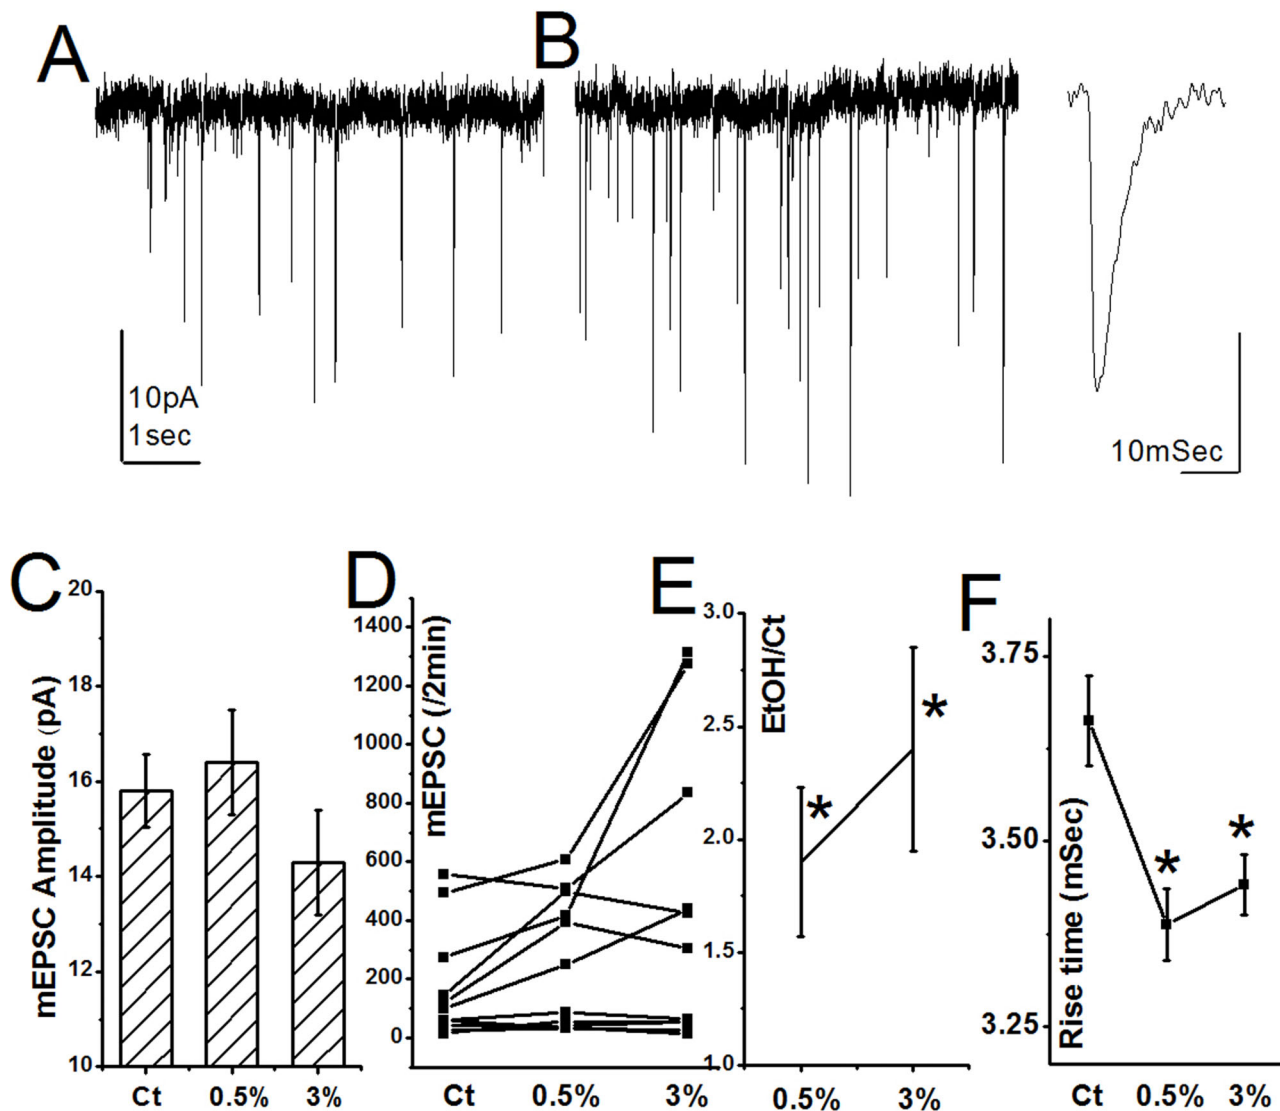 A
B
10pA
1sec
10mSec
C
mEPSC Amplitude (pA)
20
18
16
14
12
10
Ct
0.5%
3%
D
mEPSC (/2min)
1400
1200
1000
800
600
400
200
0
Ct
0.5%
3%
E
EtOH/Ct
3.0
2.5
2.0
1.5
1.0
*
*
0.5%
3%
F
Rise time (mSec)
3.75
3.50
3.25
*
*
Ct
0.5%
3%